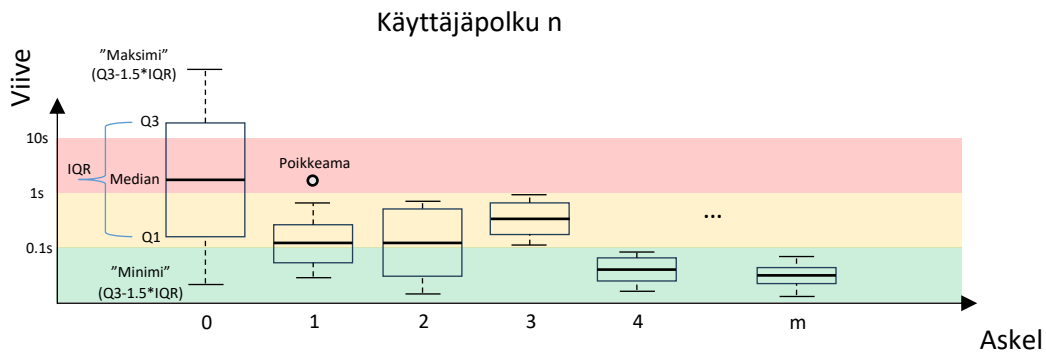 Käyttäjäpolku n
Viive
”Maksimi”
(Q3-1.5*IQR)
Q3
10s
IQR
Median
Poikkeama
1s
...
Q1
0.1s
”Minimi”
(Q3-1.5*IQR)
0 1 2 3 4 m
Askel